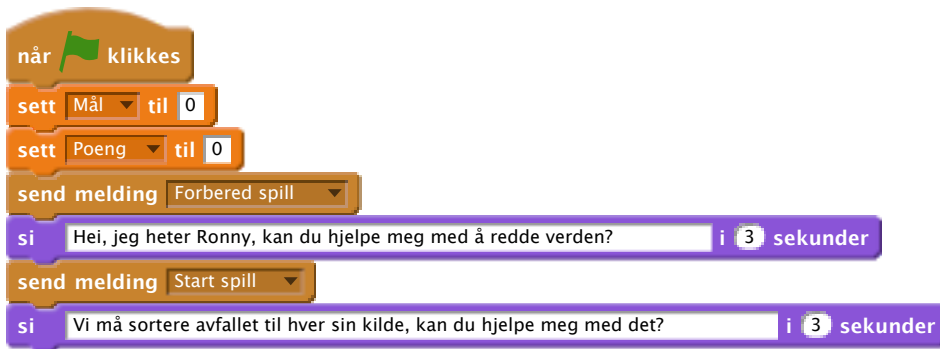 når klikkes
sett Mål til 0
sett Poeng til 0
send melding Forbered spill
si Hei, jeg heter Ronny, kan du hjelpe meg med å redde verden? i 3 sekunder
send melding Start spill
si Vi må sortere avfallet til hver sin kilde, kan du hjelpe meg med det? i 3 sekunder